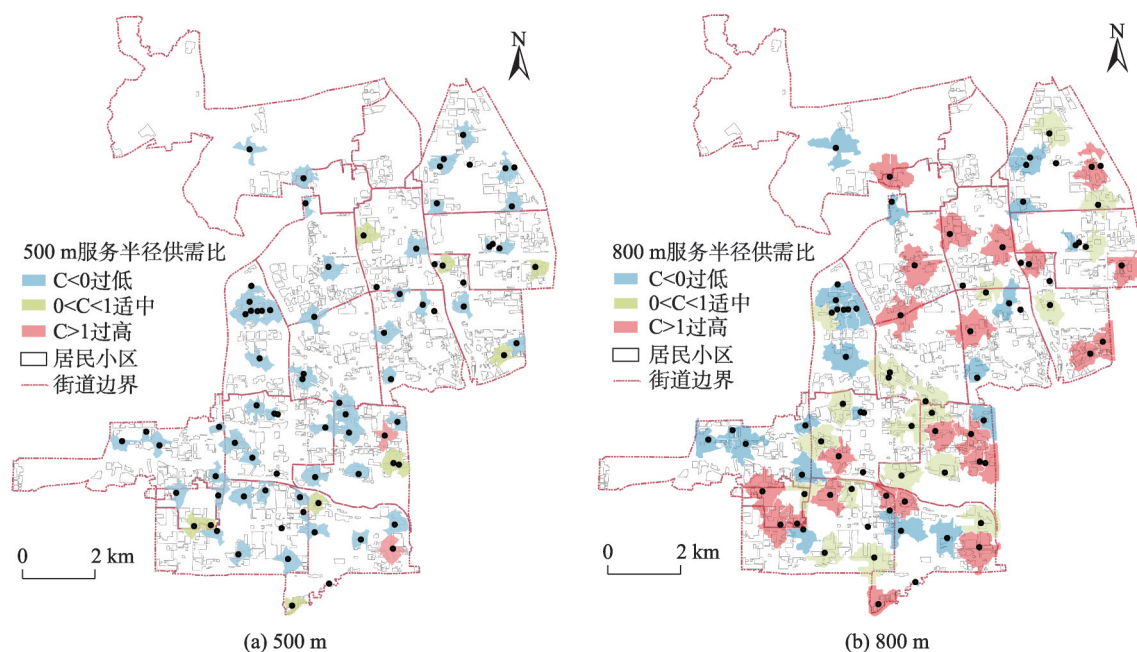 N
500 m服务半径供需比
C<0过低
0<C<1适中
C>1过高
居民小区
街道边界
0 2 km
(a) 500 m
N
800 m服务半径供需比
C<0过低
0<C<1适中
C>1过高
居民小区
街道边界
0 2 km
(b) 800 m